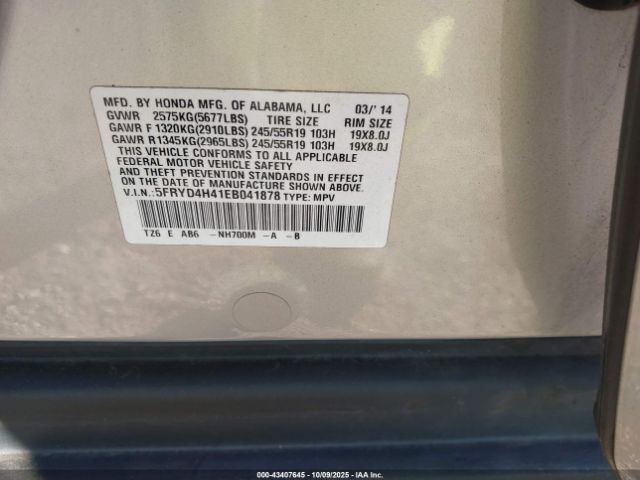 MFD. BY HONDA MFG. OF ALABAMA, LLC 03/'14
GVWR 2575KG(5677LBS) TIRE SIZE RIM SIZE
GAWR F 1320KG(2910LBS) 245/55R19 103H 19X8.0J
GAWR R1345KG(2965LBS) 245/55R19 103H 19X8.0J
THIS VEHICLE CONFORMS TO ALL APPLICABLE
FEDERAL MOTOR VEHICLE SAFETY
AND THEFT PREVENTION STANDARDS IN EFFECT
ON THE DATE OF MANUFACTURE SHOWN ABOVE.
V.I.N.:5FRYD4H41EB041878 TYPE: MPV
TZ6 E AB6 -NH700M -A -B
000-43407645 - 10/09/2025 - IAA Inc.